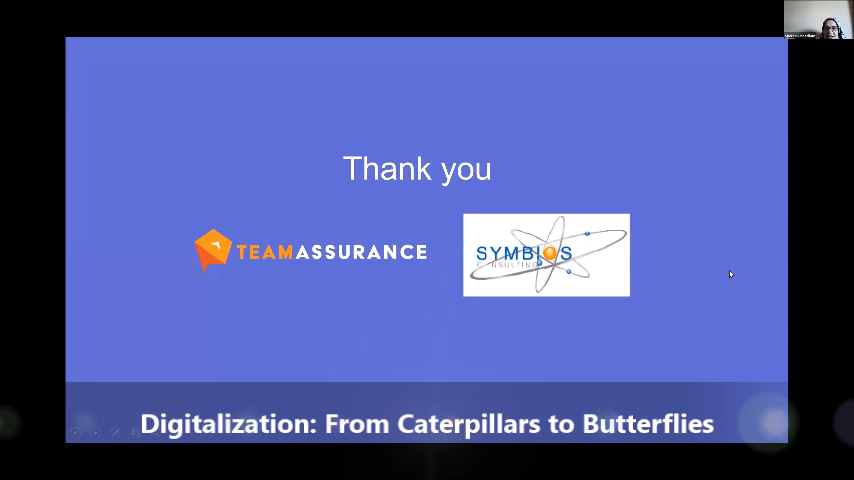 Thank you
TEAMASSURANCE
SYMBIOS
CONSULTING
Digitalization: From Caterpillars to Butterflies